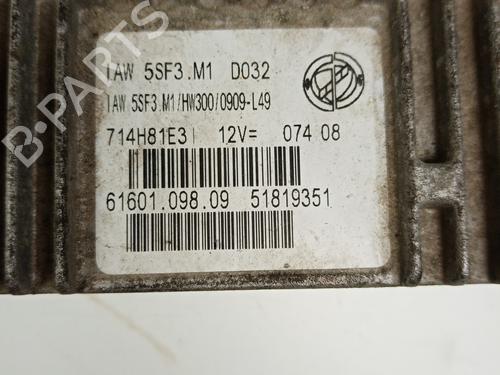 IAW 5SF3.M1 D032
IAW 5SF3.M1/HW300/0909-L49
714H81E3 12V= 074 08
61601.098.09 51819351
B-PARTS